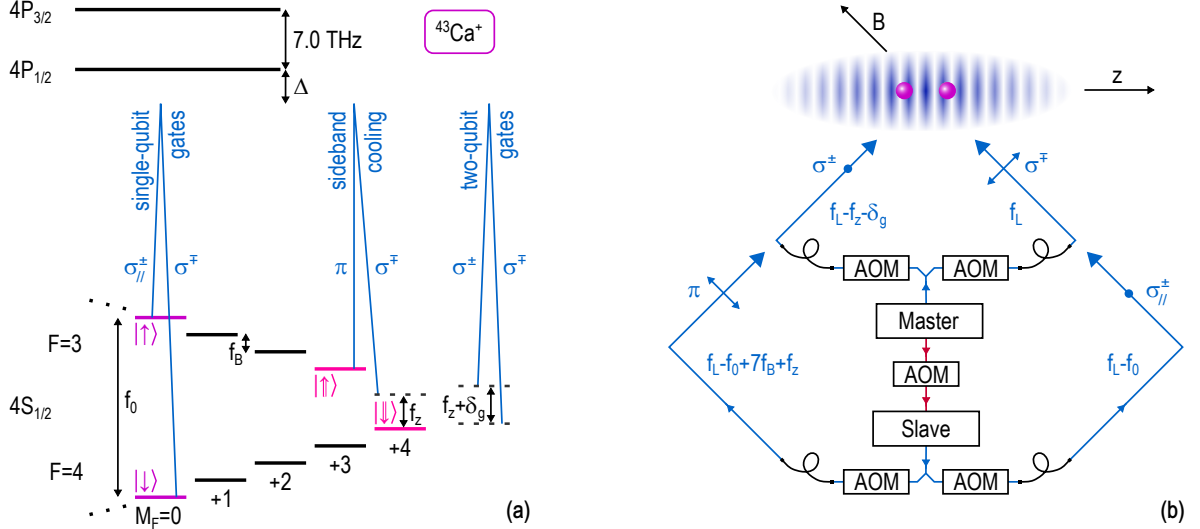 4P3/2
4P1/2
7.0 THz
Δ
43Ca+
single-qubit
gates
sideband
cooling
two-qubit
gates
σ//±
σ∓
π
σ∓
σ±
σ∓
F=3
|↑⟩
fB
|⇑⟩
f0
4S1/2
|⇓⟩
fz
fz+δg
+4
+3
+2
+1
F=4
|↓⟩
MF=0
(a)
B
z
σ±
σ∓
fL-fz-δg
fL
AOM
AOM
π
σ//±
Master
AOM
fL-f0+7fB+fz
fL-f0
Slave
AOM
AOM
(b)